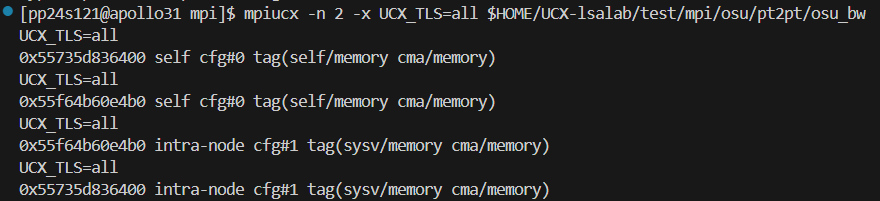 [pp24s121@apollo31 mpi]$ mpiucx -n 2 -x UCX_TLS=all $HOME/UCX-lsalab/test/mpi/osu/pt2pt/osu_bw
UCX_TLS=all
0x55735d836400 self cfg#0 tag(self/memory cma/memory)
UCX_TLS=all
0x55f64b60e4b0 self cfg#0 tag(self/memory cma/memory)
UCX_TLS=all
0x55f64b60e4b0 intra-node cfg#1 tag(sysv/memory cma/memory)
UCX_TLS=all
0x55735d836400 intra-node cfg#1 tag(sysv/memory cma/memory)